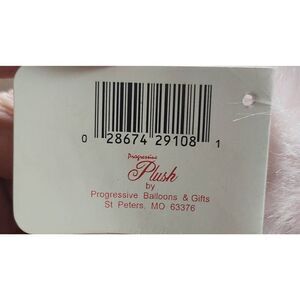 0 28674 29108 1
Progressive
Plush
by
Progressive Balloons & Gifts
St Peters, MO 63376